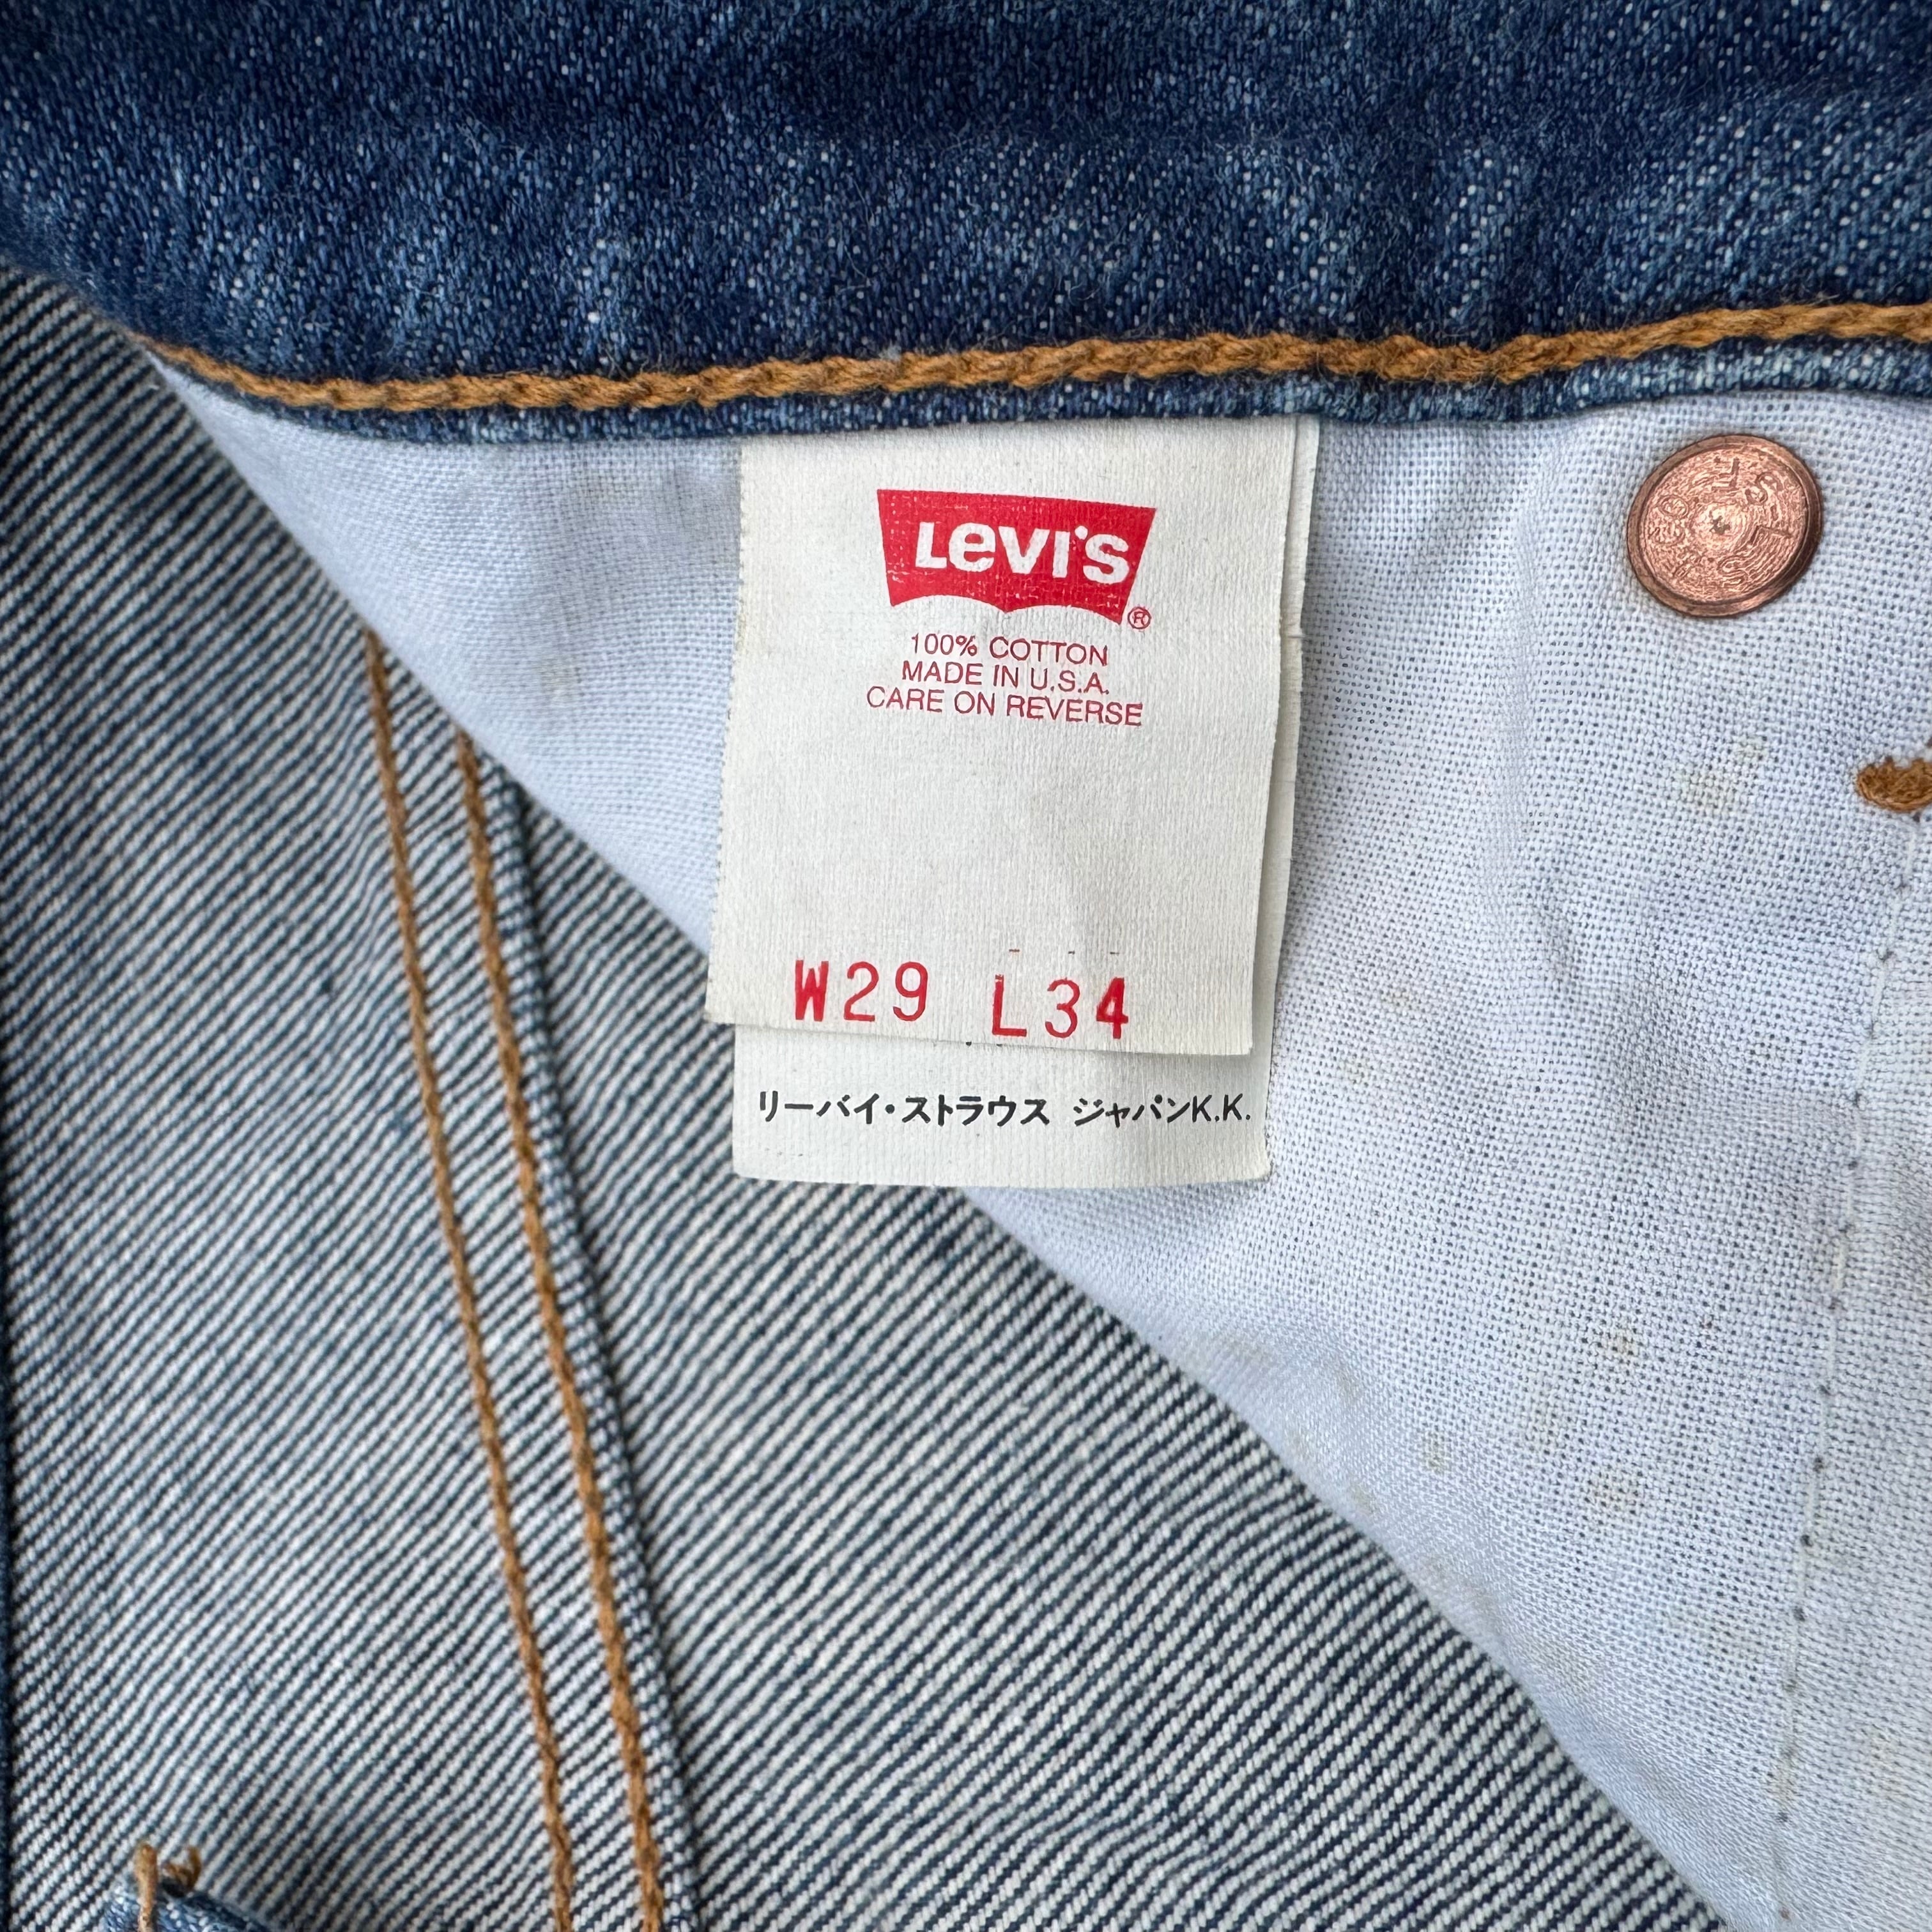 LEVI'S
®
100% COTTON
MADE IN U.S.A.
CARE ON REVERSE
W29 L34
リーバイ・ストラウス ジャパンK.K.